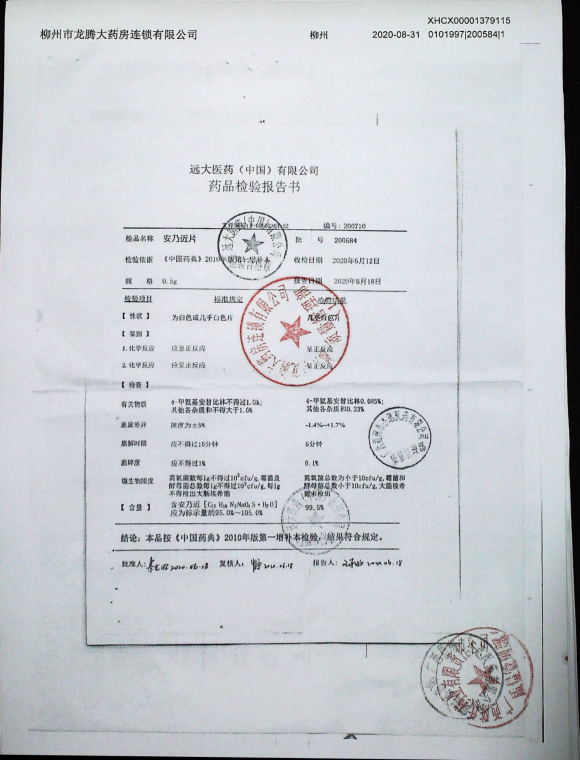 XHCX00001379115
柳州市龙腾大药房连锁有限公司 柳州 2020-08-31 0101997|200584|1
远大医药（中国）有限公司
药品检验报告书
编号：200710
检品名称 安乃近片 批 号 200684
检验依据 《中国药典》2010年版第一增补本 收检日期 2020年6月12日
规 格 0.5g 报告日期 2020年6月18日
检验项目 标准规定 检验结果
【 性状 】 为白色或几乎白色片 几乎白色片
【 鉴别 】
1.化学反应 应呈正反应 呈正反应
2.化学反应 应呈正反应 呈正反应
【 检查 】
有关物质 4-甲氨基安替比林不得过1.0%； 4-甲氨基安替比林0.685%；
其他各杂质和不得大于1.0% 其他各杂质和0.23%
重量差异 限度为±5% -1.4%~+1.7%
崩解时限 应不得过15分钟 6分钟
脆碎度 应不得过1% 0.1%
微生物限度 需氧菌数每1g不得过10³cfu/g，霉菌及 需氧菌总数为小于10cfu/g，霉菌和
酵母菌总数每1g不得过10²cfu/g，每1g 酵母菌总数小于10cfu/g，大肠埃希
不得检出大肠埃希菌 菌未检出
【 含量 】 含安乃近 [C₁₃ H₁₆ N₃NaO₄ S·H₂O] 99.5%
应为标示量的95.0%～105.0%
结论：本品按《中国药典》2010年版第一增补本检验，结果符合规定。
批准人： 2020.06.18 复核人： 报告人： 2020.06.18